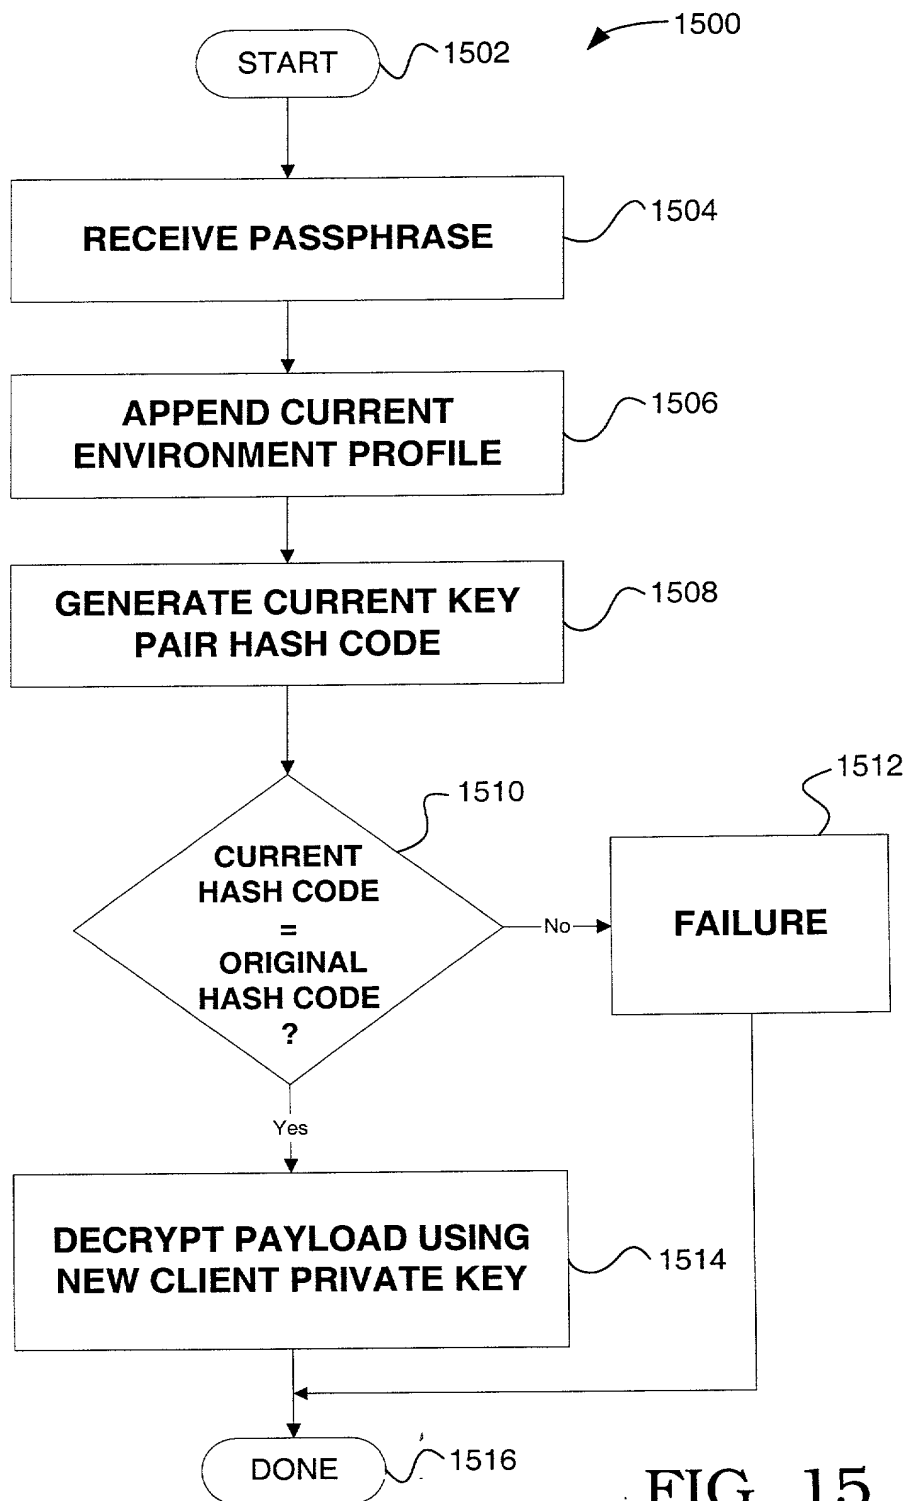 1500
START
1502
RECEIVE PASSPHRASE
1504
APPEND CURRENT
ENVIRONMENT PROFILE
1506
GENERATE CURRENT KEY
PAIR HASH CODE
1508
1510
CURRENT
HASH CODE
=
ORIGINAL
HASH CODE
?
No
1512
FAILURE
Yes
DECRYPT PAYLOAD USING
NEW CLIENT PRIVATE KEY
1514
DONE
1516
FIG. 15